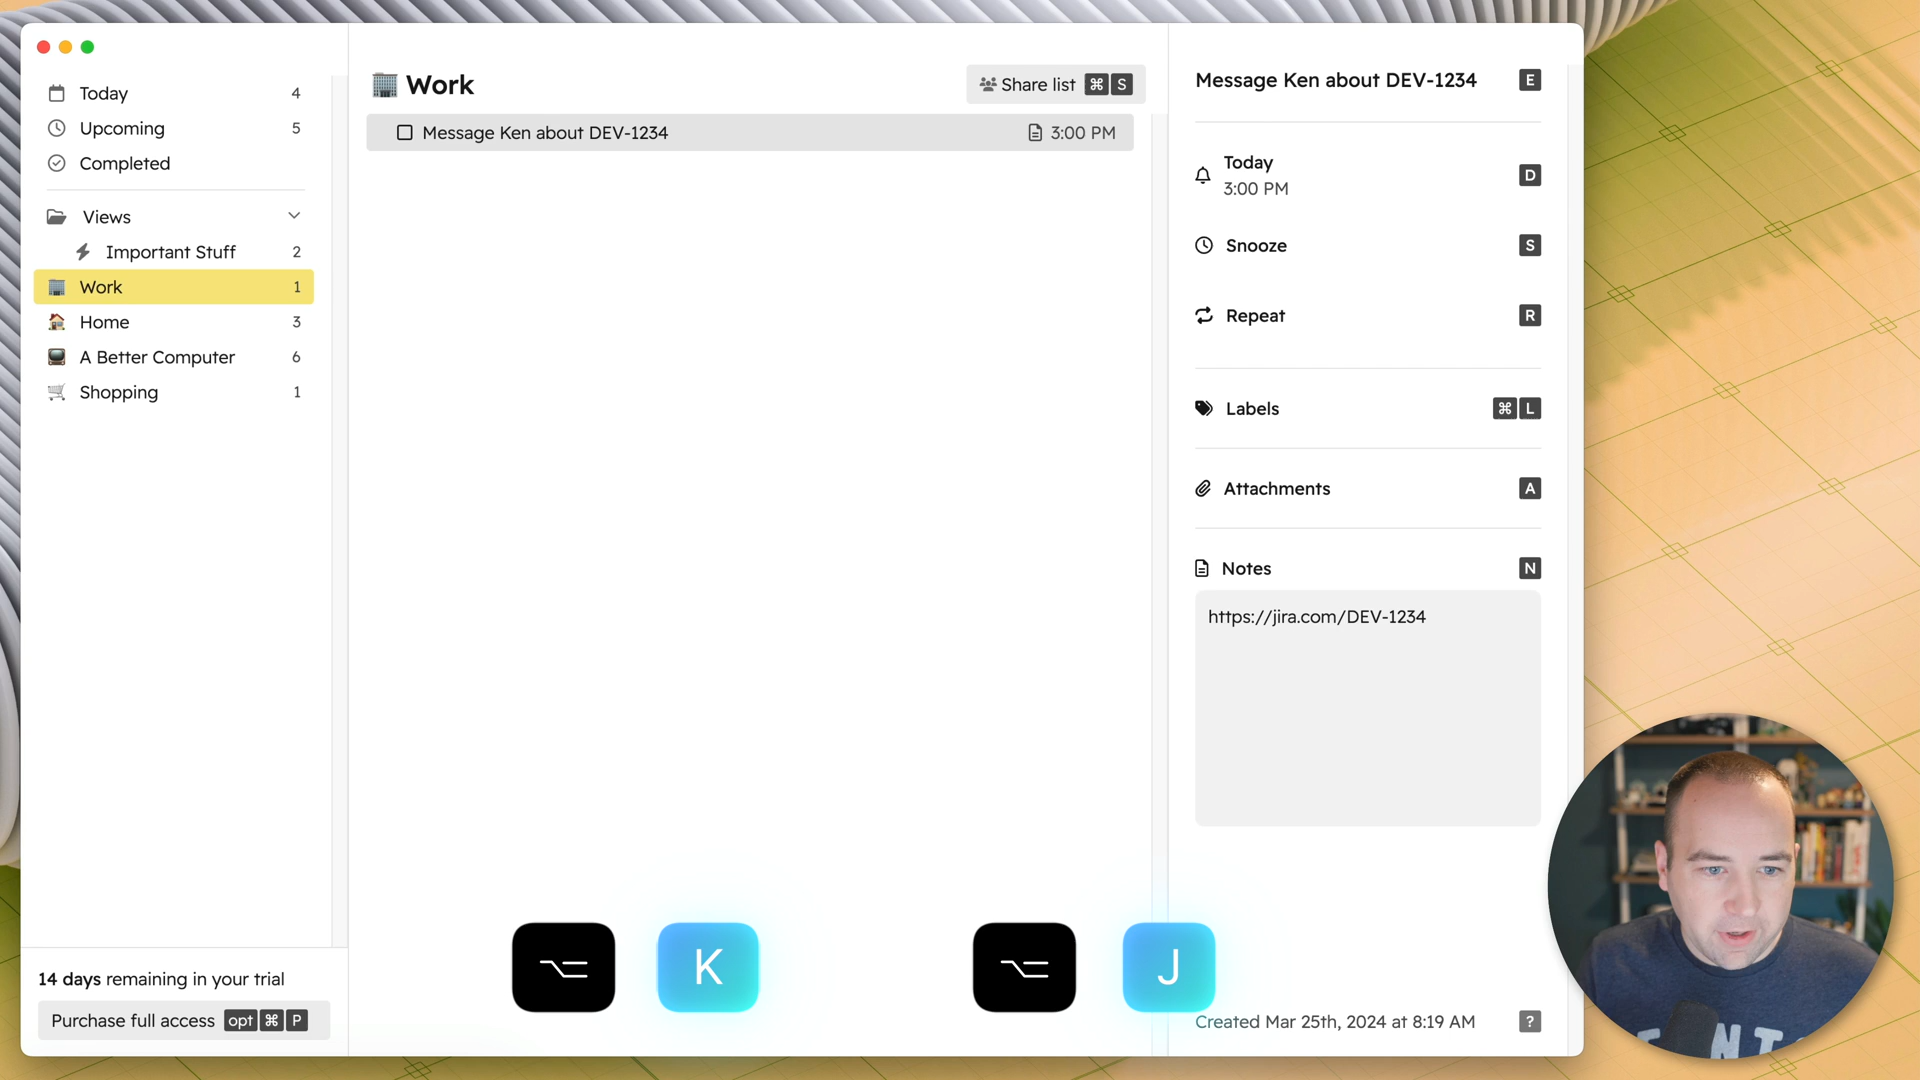 Today 4
Upcoming 5
Completed
Views
Important Stuff 2
Work 1
Home 3
A Better Computer 6
Shopping 1
14 days remaining in your trial
Purchase full access opt ⌘ P
Work
Share list ⌘ S
Message Ken about DEV-1234 3:00 PM
Message Ken about DEV-1234 E
Today
3:00 PM D
Snooze S
Repeat R
Labels ⌘ L
Attachments A
Notes N
https://jira.com/DEV-1234
Created Mar 25th, 2024 at 8:19 AM ?
⌥ K ⌥ J